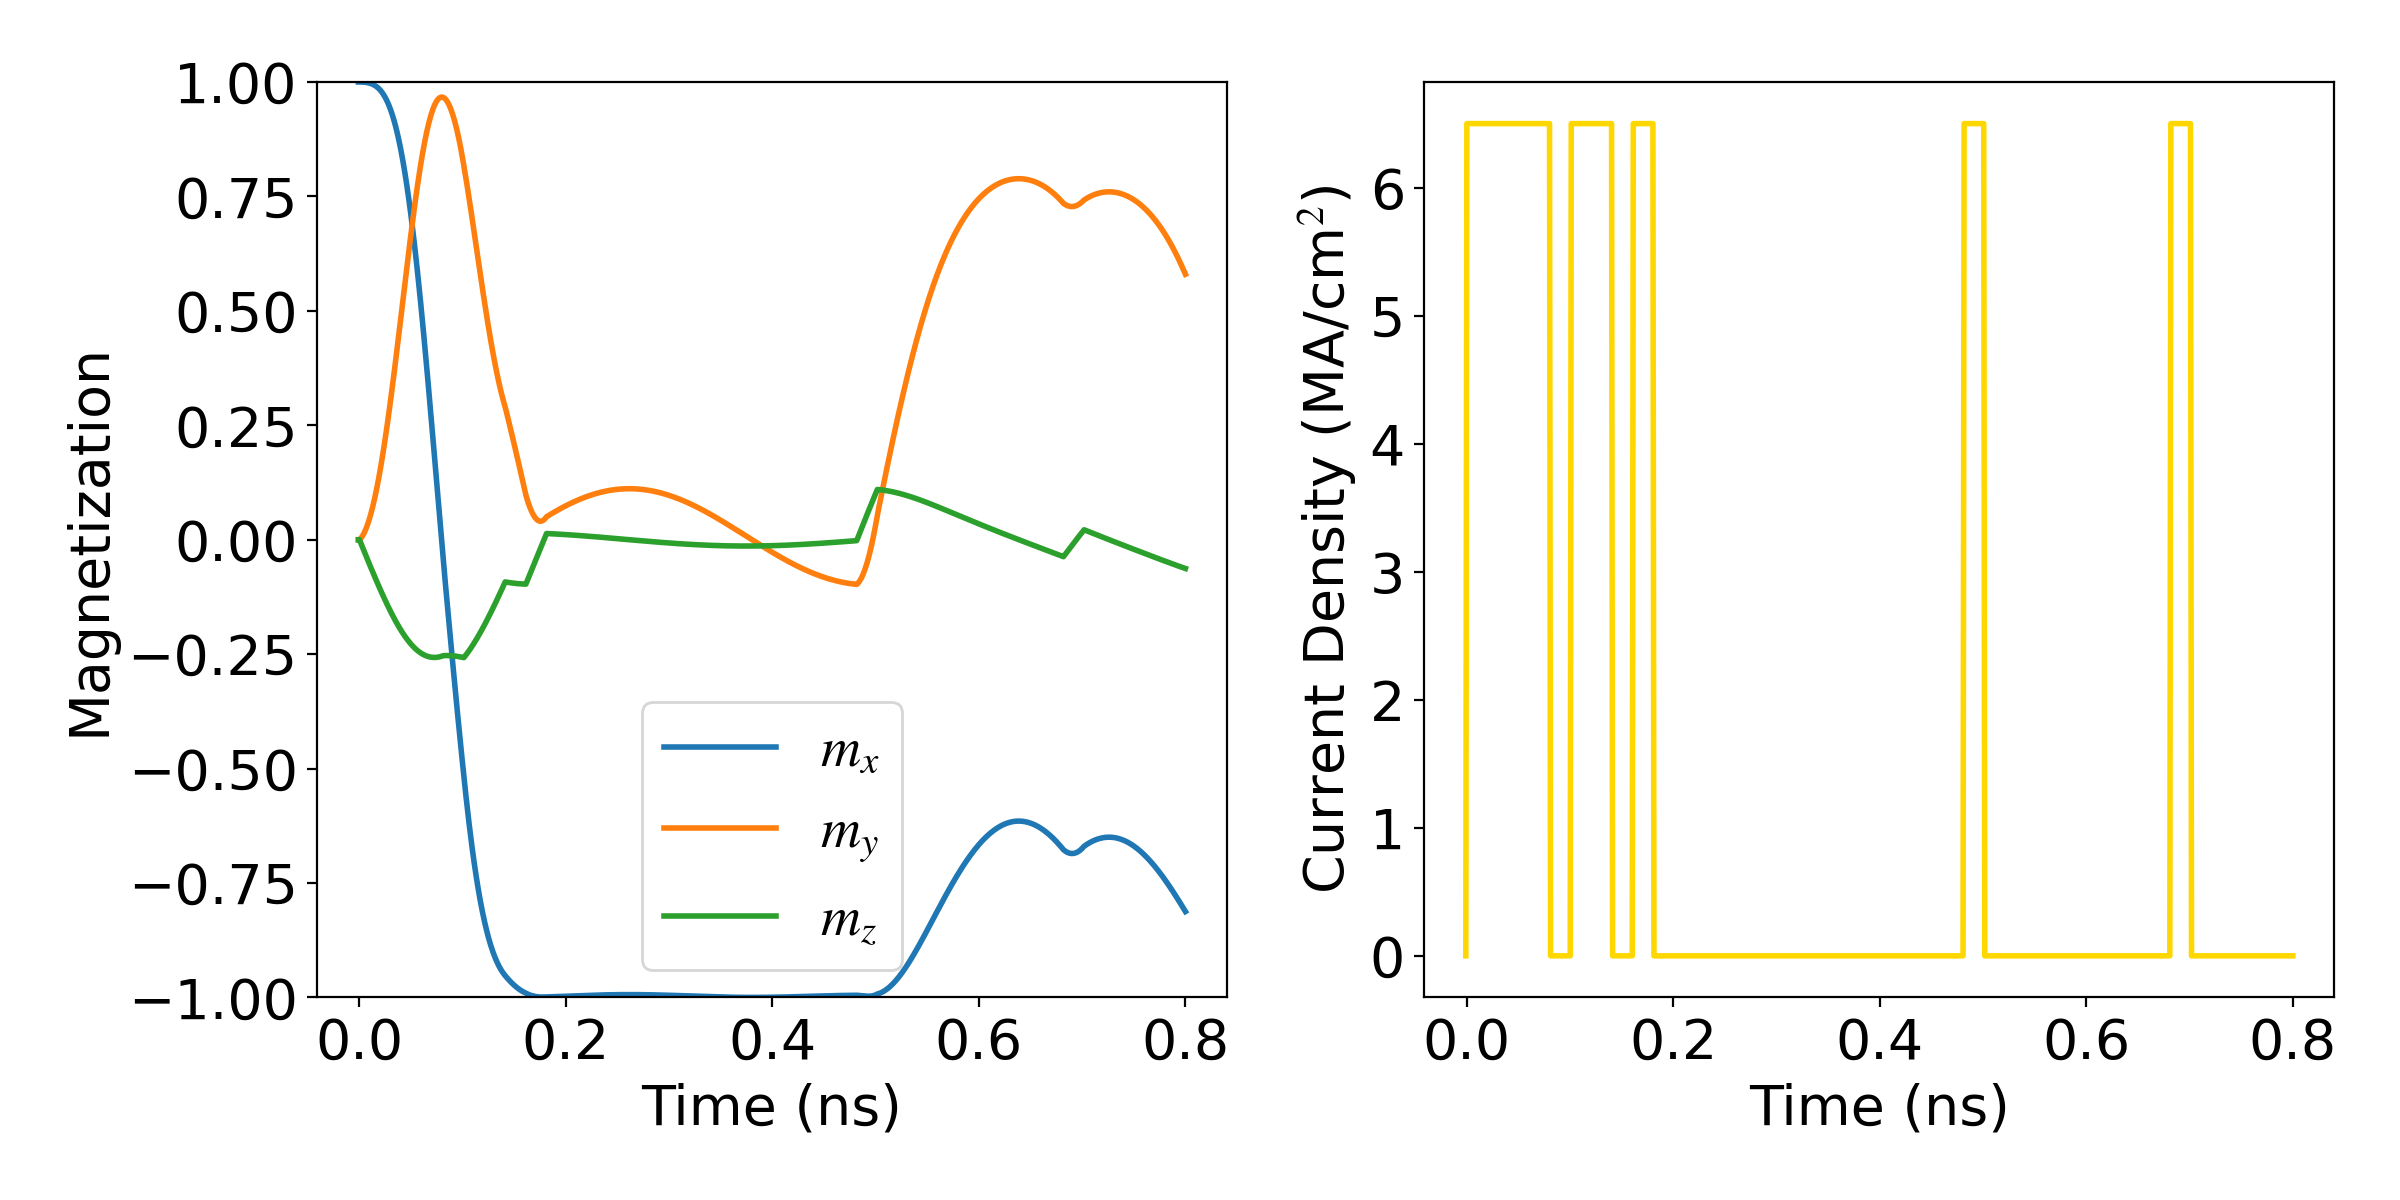 Magnetization
1.00
0.75
0.50
0.25
0.00
−0.25
−0.50
−0.75
−1.00
0.0 0.2 0.4 0.6 0.8
Time (ns)
m_x
m_y
m_z
Current Density (MA/cm²)
6
5
4
3
2
1
0
0.0 0.2 0.4 0.6 0.8
Time (ns)